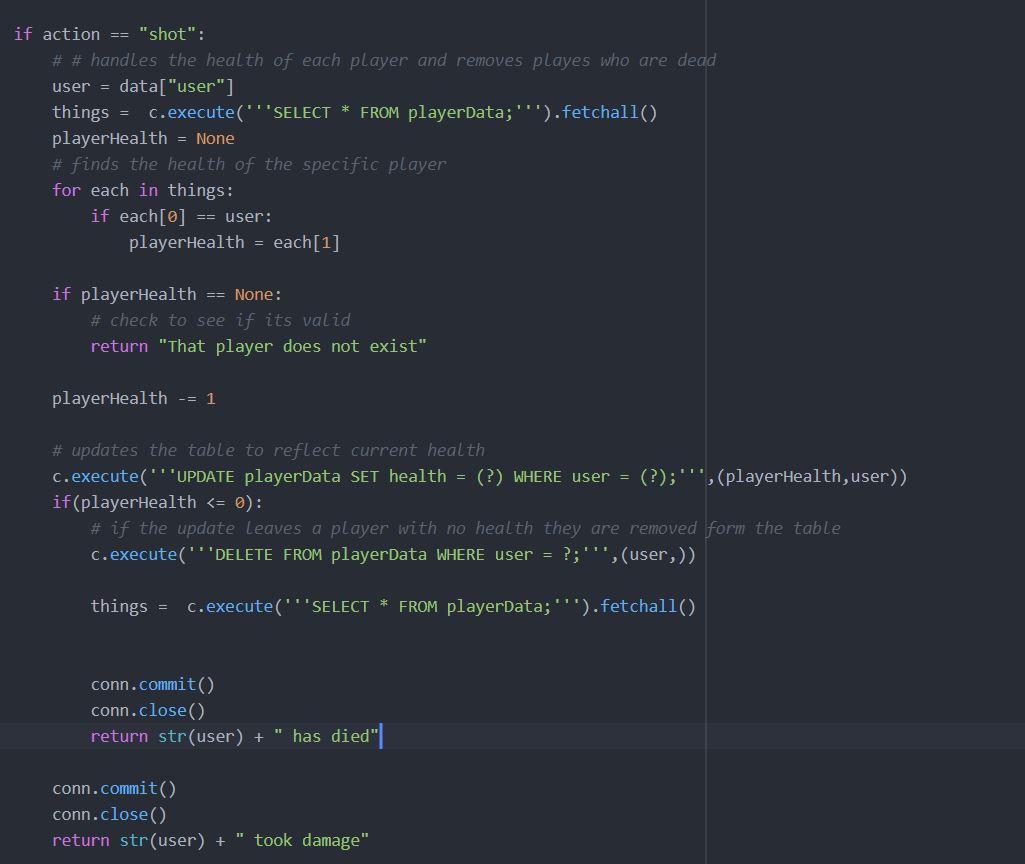 if action == "shot":
    # # handles the health of each player and removes playes who are dead
    user = data["user"]
    things =  c.execute('''SELECT * FROM playerData;''').fetchall()
    playerHealth = None
    # finds the health of the specific player
    for each in things:
        if each[0] == user:
            playerHealth = each[1]

    if playerHealth == None:
        # check to see if its valid
        return "That player does not exist"

    playerHealth -= 1

    # updates the table to reflect current health
    c.execute('''UPDATE playerData SET health = (?) WHERE user = (?);''',(playerHealth,user))
    if(playerHealth <= 0):
        # if the update leaves a player with no health they are removed form the table
        c.execute('''DELETE FROM playerData WHERE user = ?;''',(user,))

        things =  c.execute('''SELECT * FROM playerData;''').fetchall()


        conn.commit()
        conn.close()
        return str(user) + " has died"

    conn.commit()
    conn.close()
    return str(user) + " took damage"